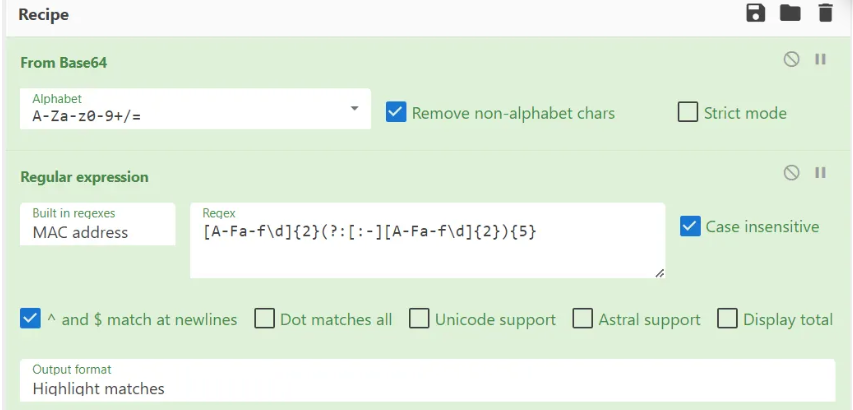 Recipe
From Base64
Alphabet
A-Za-z0-9+/=
Remove non-alphabet chars
Strict mode
Regular expression
Built in regexes
MAC address
Regex
[A-Fa-f\d]{2}(?:[:-][A-Fa-f\d]{2}){5}
Case insensitive
^ and $ match at newlines
Dot matches all
Unicode support
Astral support
Display total
Output format
Highlight matches